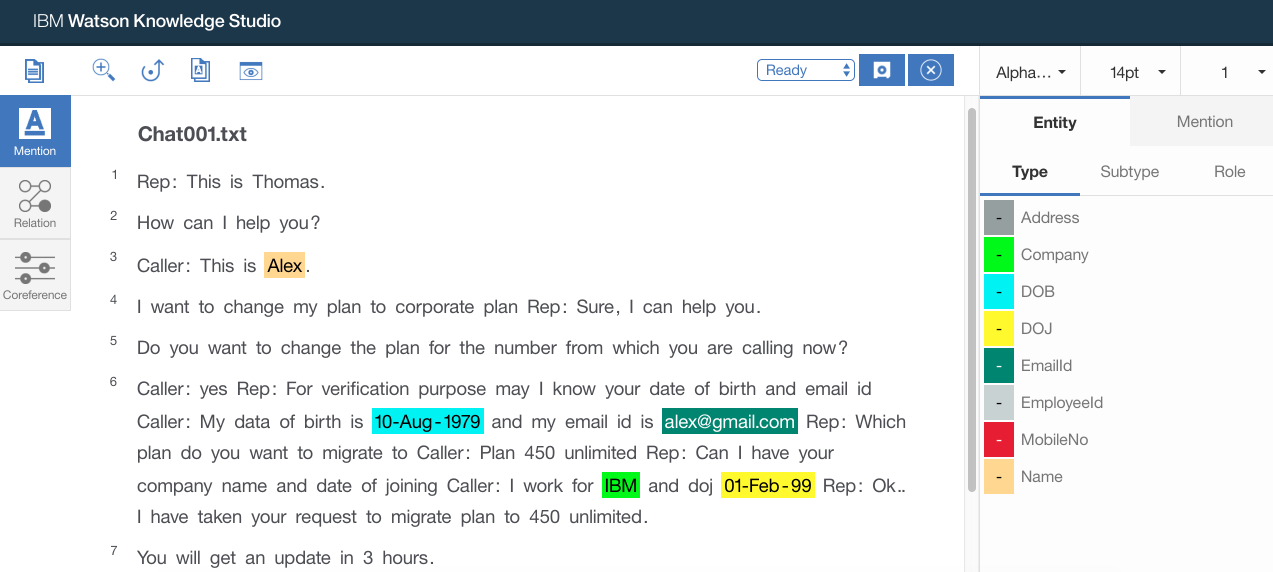 IBM Watson Knowledge Studio
Ready
Alpha...
14pt
1
Mention
Relation
Coreference
Chat001.txt
1 Rep: This is Thomas.
2 How can I help you?
3 Caller: This is Alex.
4 I want to change my plan to corporate plan Rep: Sure, I can help you.
5 Do you want to change the plan for the number from which you are calling now?
6 Caller: yes Rep: For verification purpose may I know your date of birth and email id
Caller: My data of birth is 10-Aug-1979 and my email id is alex@gmail.com Rep: Which
plan do you want to migrate to Caller: Plan 450 unlimited Rep: Can I have your
company name and date of joining Caller: I work for IBM and doj 01-Feb-99 Rep: Ok..
I have taken your request to migrate plan to 450 unlimited.
7 You will get an update in 3 hours.
Entity Mention
Type Subtype Role
- Address
- Company
- DOB
- DOJ
- EmailId
- EmployeeId
- MobileNo
- Name